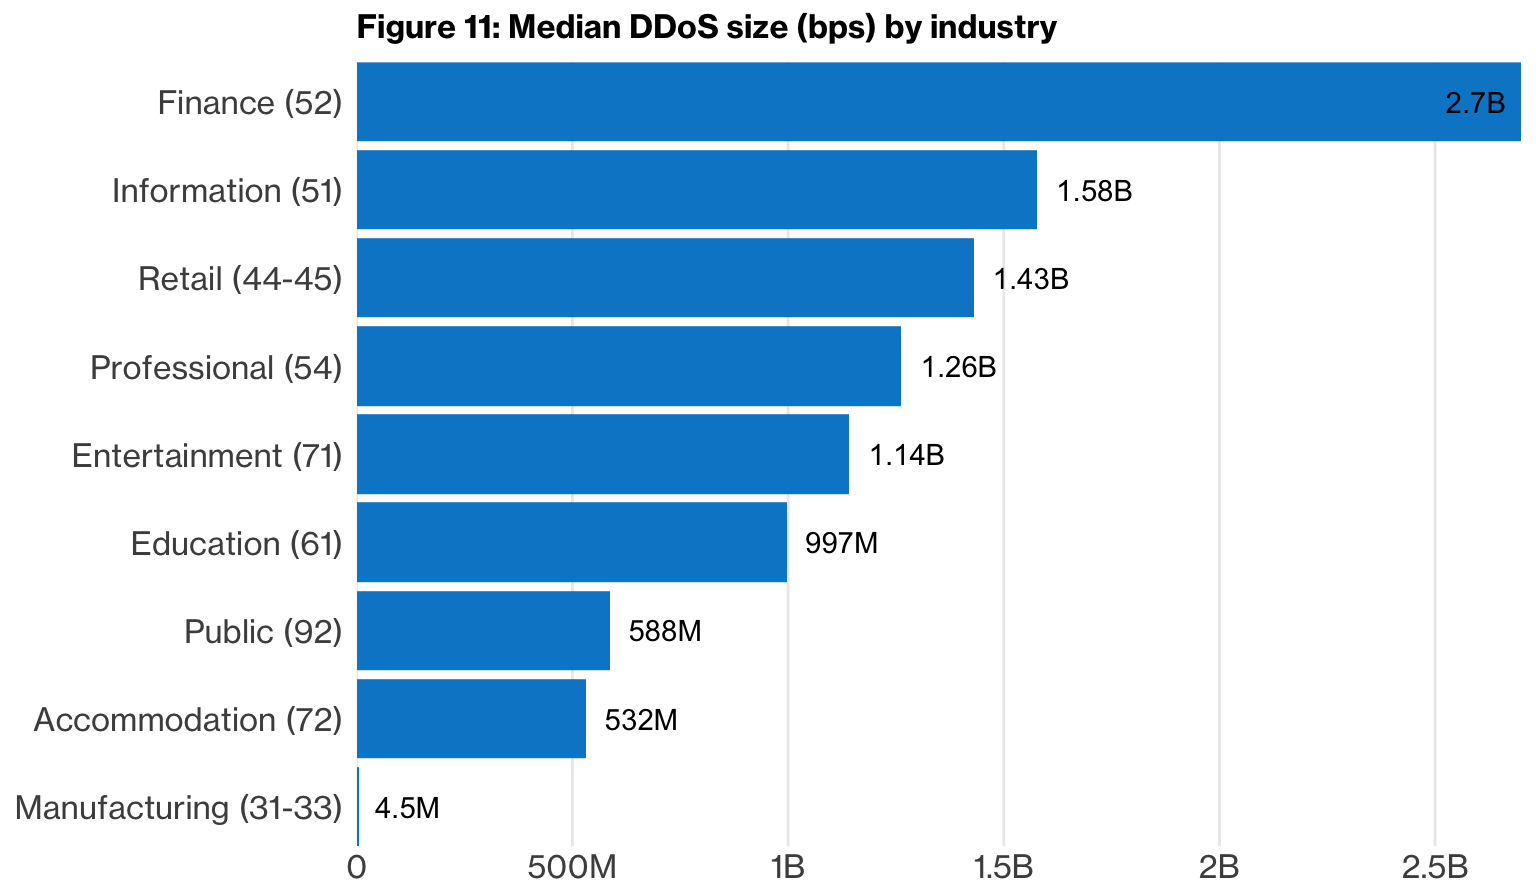 Figure 11: Median DDoS size (bps) by industry
Finance (52) 2.7B
Information (51) 1.58B
Retail (44-45) 1.43B
Professional (54) 1.26B
Entertainment (71) 1.14B
Education (61) 997M
Public (92) 588M
Accommodation (72) 532M
Manufacturing (31-33) 4.5M
0 500M 1B 1.5B 2B 2.5B